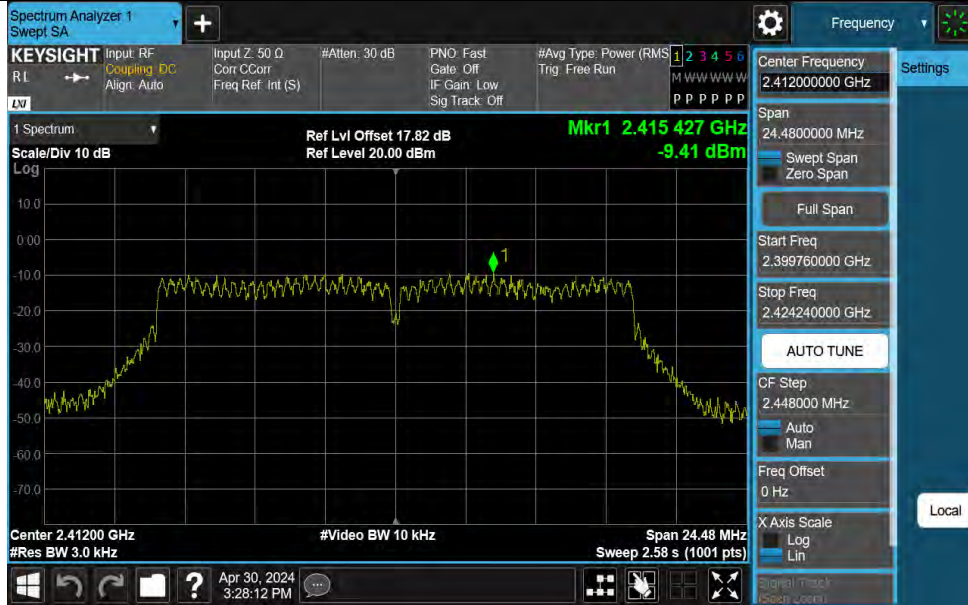 Spectrum Analyzer 1
Swept SA
Frequency
KEYSIGHT
RL
LXI
Input: RF
Coupling: DC
Align: Auto
Input Z: 50 Ω
Corr CCorr
Freq Ref: Int (S)
#Atten: 30 dB
PNO: Fast
Gate: Off
IF Gain: Low
Sig Track: Off
#Avg Type: Power (RMS
Trig: Free Run
1 2 3 4 5 6
M W W W W W
P P P P P P
1 Spectrum
Scale/Div 10 dB
Ref Lvl Offset 17.82 dB
Ref Level 20.00 dBm
Mkr1 2.415 427 GHz
-9.41 dBm
Log
10.0
0.00
-10.0
-20.0
-30.0
-40.0
-50.0
-60.0
-70.0
1
Center 2.41200 GHz
#Res BW 3.0 kHz
#Video BW 10 kHz
Span 24.48 MHz
Sweep 2.58 s (1001 pts)
Center Frequency
2.412000000 GHz
Span
24.4800000 MHz
Swept Span
Zero Span
Full Span
Start Freq
2.399760000 GHz
Stop Freq
2.424240000 GHz
AUTO TUNE
CF Step
2.448000 MHz
Auto
Man
Freq Offset
0 Hz
X Axis Scale
Log
Lin
Signal Track
(Span Zoom)
Settings
Local
?
Apr 30, 2024
3:28:12 PM